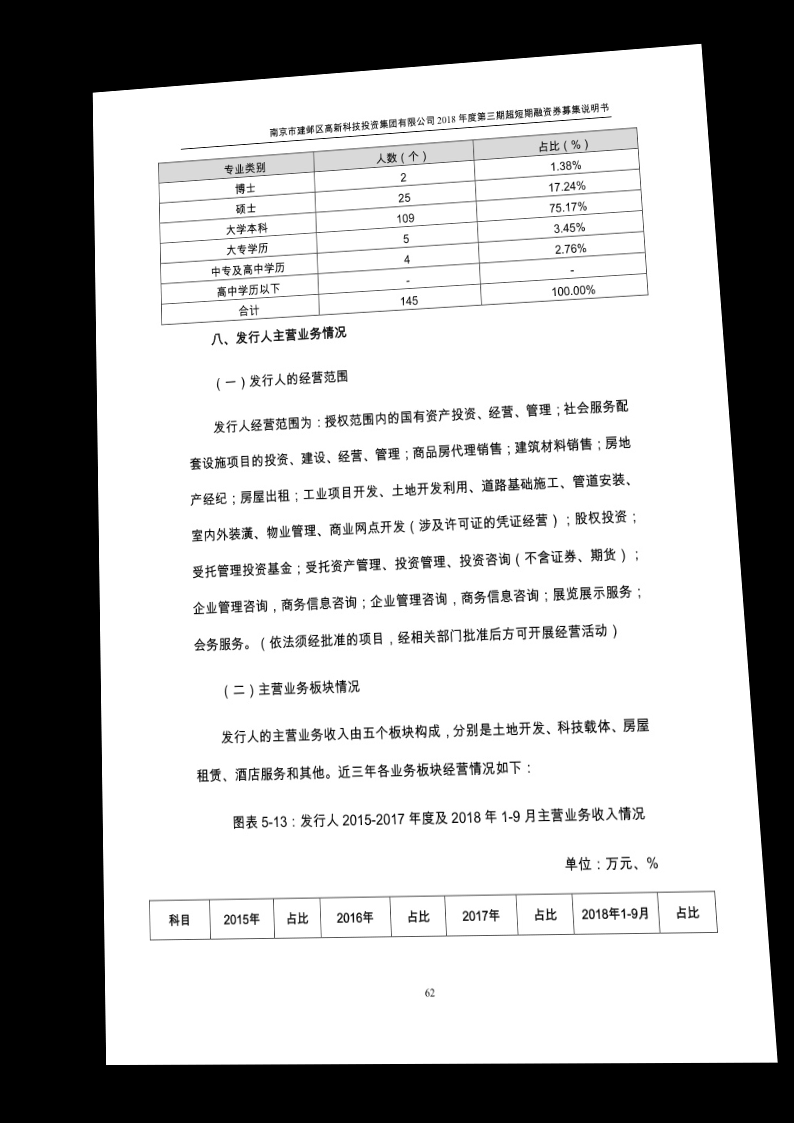 南京市建邺区高新科技投资集团有限公司 2018 年度第三期超短期融资券募集说明书
专业类别 人数（个） 占比（%）
博士 2 1.38%
硕士 25 17.24%
大学本科 109 75.17%
大专学历 5 3.45%
中专及高中学历 4 2.76%
高中学历以下 - -
合计 145 100.00%
八、发行人主营业务情况
（一）发行人的经营范围
发行人经营范围为：授权范围内的国有资产投资、经营、管理；社会服务配
套设施项目的投资、建设、经营、管理；商品房代理销售；建筑材料销售；房地
产经纪；房屋出租；工业项目开发、土地开发利用、道路基础施工、管道安装、
室内外装潢、物业管理、商业网点开发（涉及许可证的凭证经营）；股权投资；
受托管理投资基金；受托资产管理、投资管理、投资咨询（不含证券、期货）；
企业管理咨询，商务信息咨询；企业管理咨询，商务信息咨询；展览展示服务；
会务服务。（依法须经批准的项目，经相关部门批准后方可开展经营活动）
（二）主营业务板块情况
发行人的主营业务收入由五个板块构成，分别是土地开发、科技载体、房屋
租赁、酒店服务和其他。近三年各业务板块经营情况如下：
图表 5-13：发行人 2015-2017 年度及 2018 年 1-9 月主营业务收入情况
单位：万元、%
科目 2015年 占比 2016年 占比 2017年 占比 2018年1-9月 占比
62